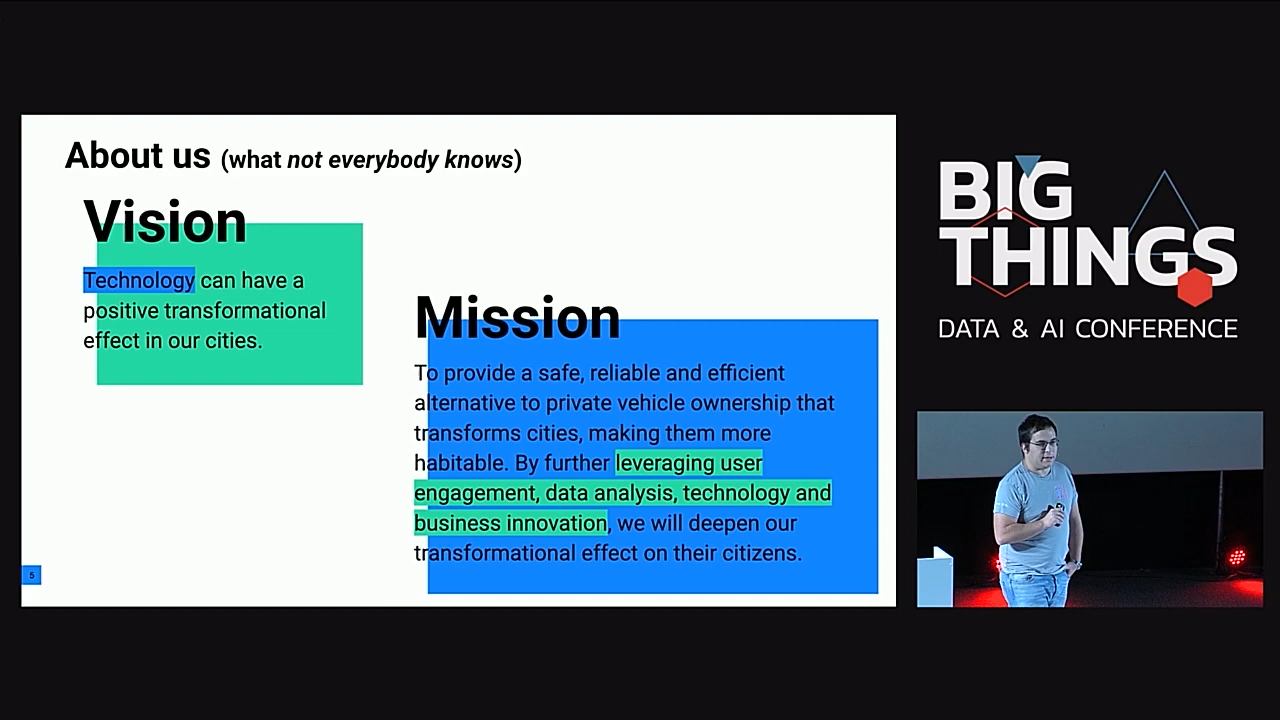 About us (what not everybody knows)
Vision
Technology can have a
positive transformational
effect in our cities.
Mission
To provide a safe, reliable and efficient
alternative to private vehicle ownership that
transforms cities, making them more
habitable. By further leveraging user
engagement, data analysis, technology and
business innovation, we will deepen our
transformational effect on their citizens.
5
BIG
THINGS
DATA & AI CONFERENCE